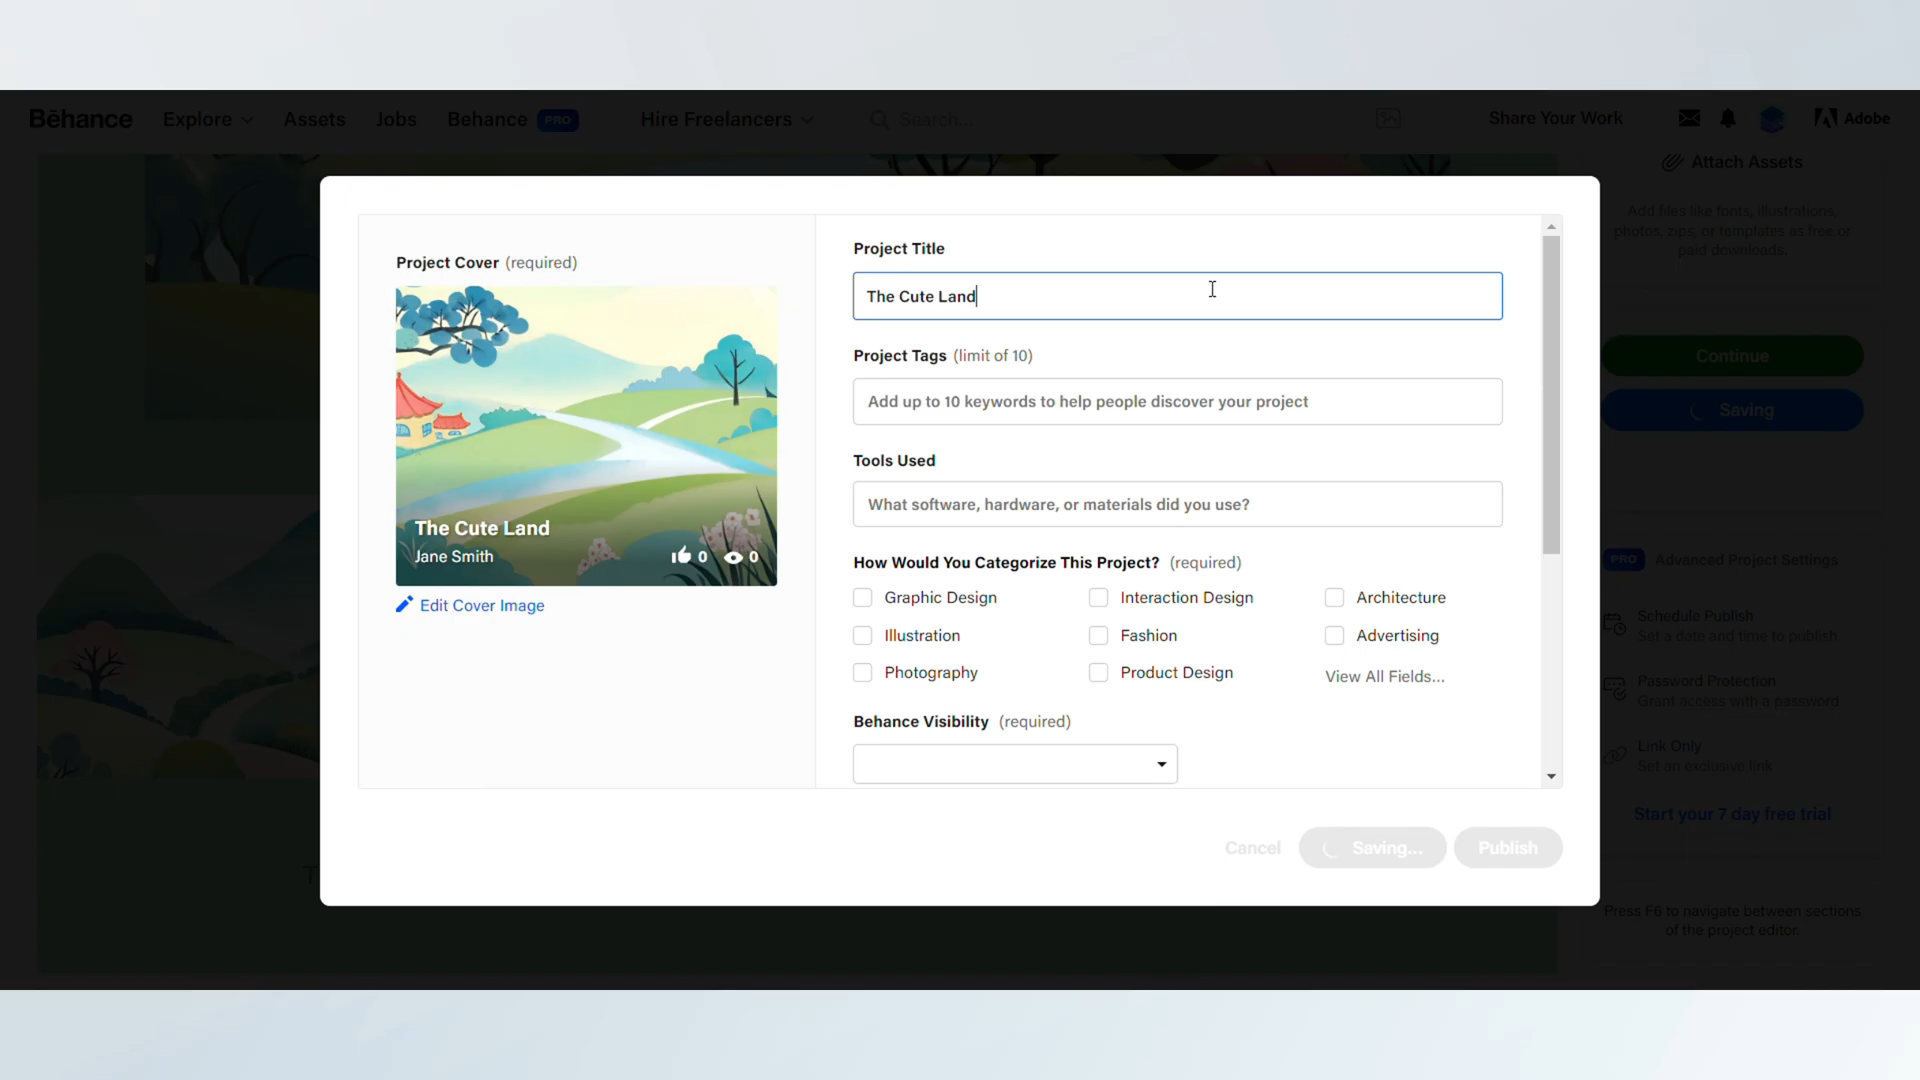 Bēhance Explore Assets Jobs Behance PRO Hire Freelancers Search... Share Your Work Adobe
Attach Assets
Add files like fonts, illustrations,
photos, zips, or templates as free or
paid downloads.
Project Cover (required)
The Cute Land
Jane Smith 0 0
Edit Cover Image
Project Title
The Cute Land
Project Tags (limit of 10)
Add up to 10 keywords to help people discover your project
Tools Used
What software, hardware, or materials did you use?
How Would You Categorize This Project? (required)
Graphic Design Interaction Design Architecture
Illustration Fashion Advertising
Photography Product Design View All Fields...
Behance Visibility (required)
Cancel Saving... Publish
Continue
Saving
PRO Advanced Project Settings
Schedule Publish
Set a date and time to publish
Password Protection
Grant access with a password
Link Only
Set an exclusive link
Start your 7 day free trial
Press F6 to navigate between sections
of the project editor.